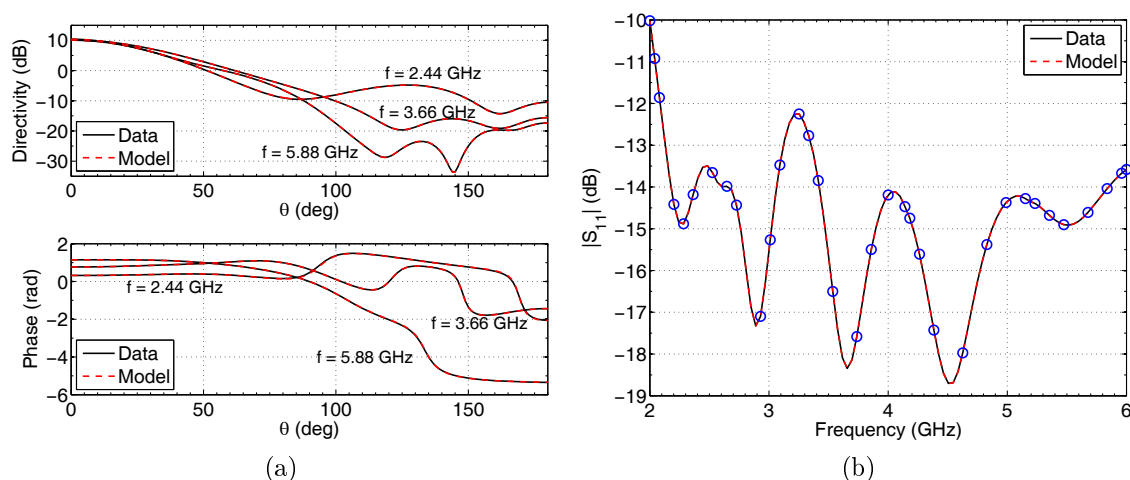 10
0
−10
−20
−30
Directivity (dB)
f = 2.44 GHz
f = 3.66 GHz
f = 5.88 GHz
Data
Model
0 50 100 150
θ (deg)
2
0
−2
−4
−6
Phase (rad)
f = 2.44 GHz
f = 3.66 GHz
f = 5.88 GHz
Data
Model
0 50 100 150
θ (deg)
(a)
−10
−11
−12
−13
−14
−15
−16
−17
−18
−19
|S11| (dB)
Data
Model
2 3 4 5 6
Frequency (GHz)
(b)